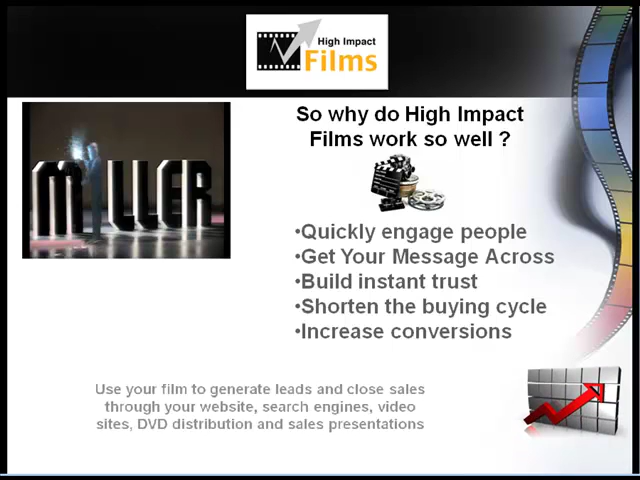 High Impact
Films
So why do High Impact
Films work so well ?
MILLER
•Quickly engage people
•Get Your Message Across
•Build instant trust
•Shorten the buying cycle
•Increase conversions
Use your film to generate leads and close sales
through your website, search engines, video
sites, DVD distribution and sales presentations